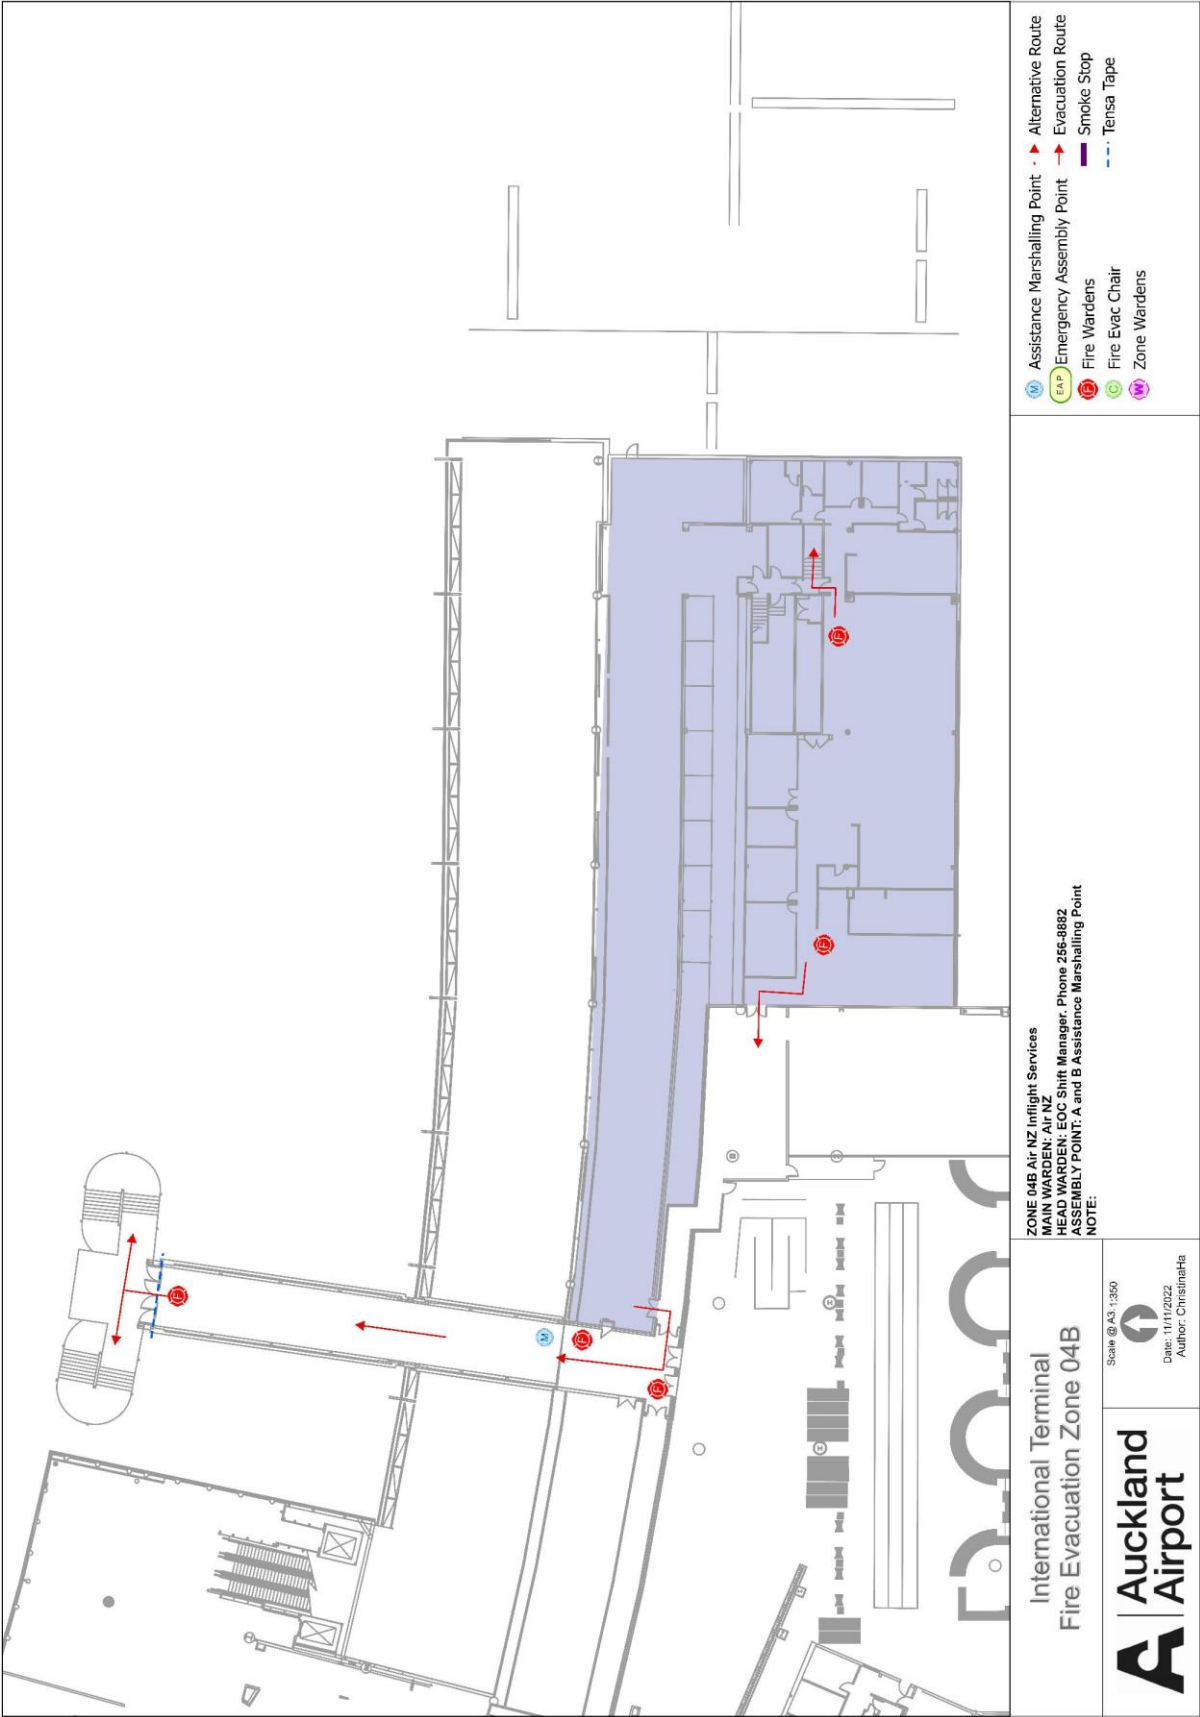 International Terminal
Fire Evacuation Zone 04B
A | Auckland
Airport
Scale @ A3 1:350
Date: 11/11/2022
Author: ChristinaHa
ZONE 04B Air NZ Inflight Services
MAIN WARDEN: Air NZ
HEAD WARDEN: EOC Shift Manager. Phone 256-8882
ASSEMBLY POINT: A and B Assistance Marshalling Point
NOTE:
M Assistance Marshalling Point
EAP Emergency Assembly Point
F Fire Wardens
C Fire Evac Chair
W Zone Wardens
Alternative Route
Evacuation Route
Smoke Stop
Tensa Tape
F
M
F
F
F
F